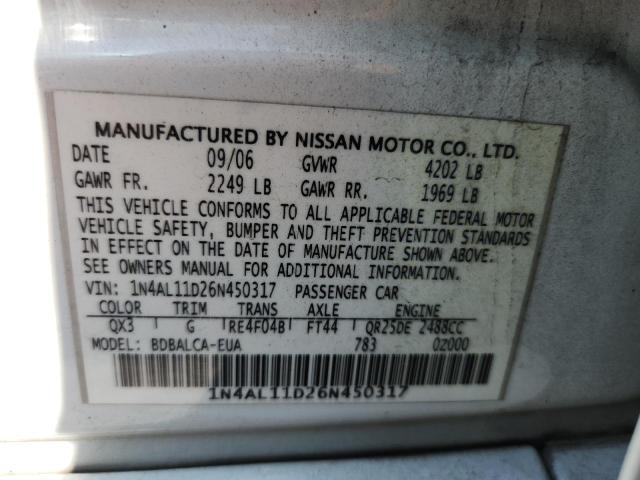 MANUFACTURED BY NISSAN MOTOR CO., LTD.
DATE 09/06 GVWR 4202 LB
GAWR FR. 2249 LB GAWR RR. 1969 LB
THIS VEHICLE CONFORMS TO ALL APPLICABLE FEDERAL MOTOR
VEHICLE SAFETY, BUMPER AND THEFT PREVENTION STANDARDS
IN EFFECT ON THE DATE OF MANUFACTURE SHOWN ABOVE.
SEE OWNERS MANUAL FOR ADDITIONAL INFORMATION.
VIN: 1N4AL11D26N450317 PASSENGER CAR
COLOR TRIM TRANS AXLE ENGINE
QX3 G RE4F04B FT44 QR25DE 2488CC
MODEL: BDBALCA-EUA 783 02000
1N4AL11D26N450317